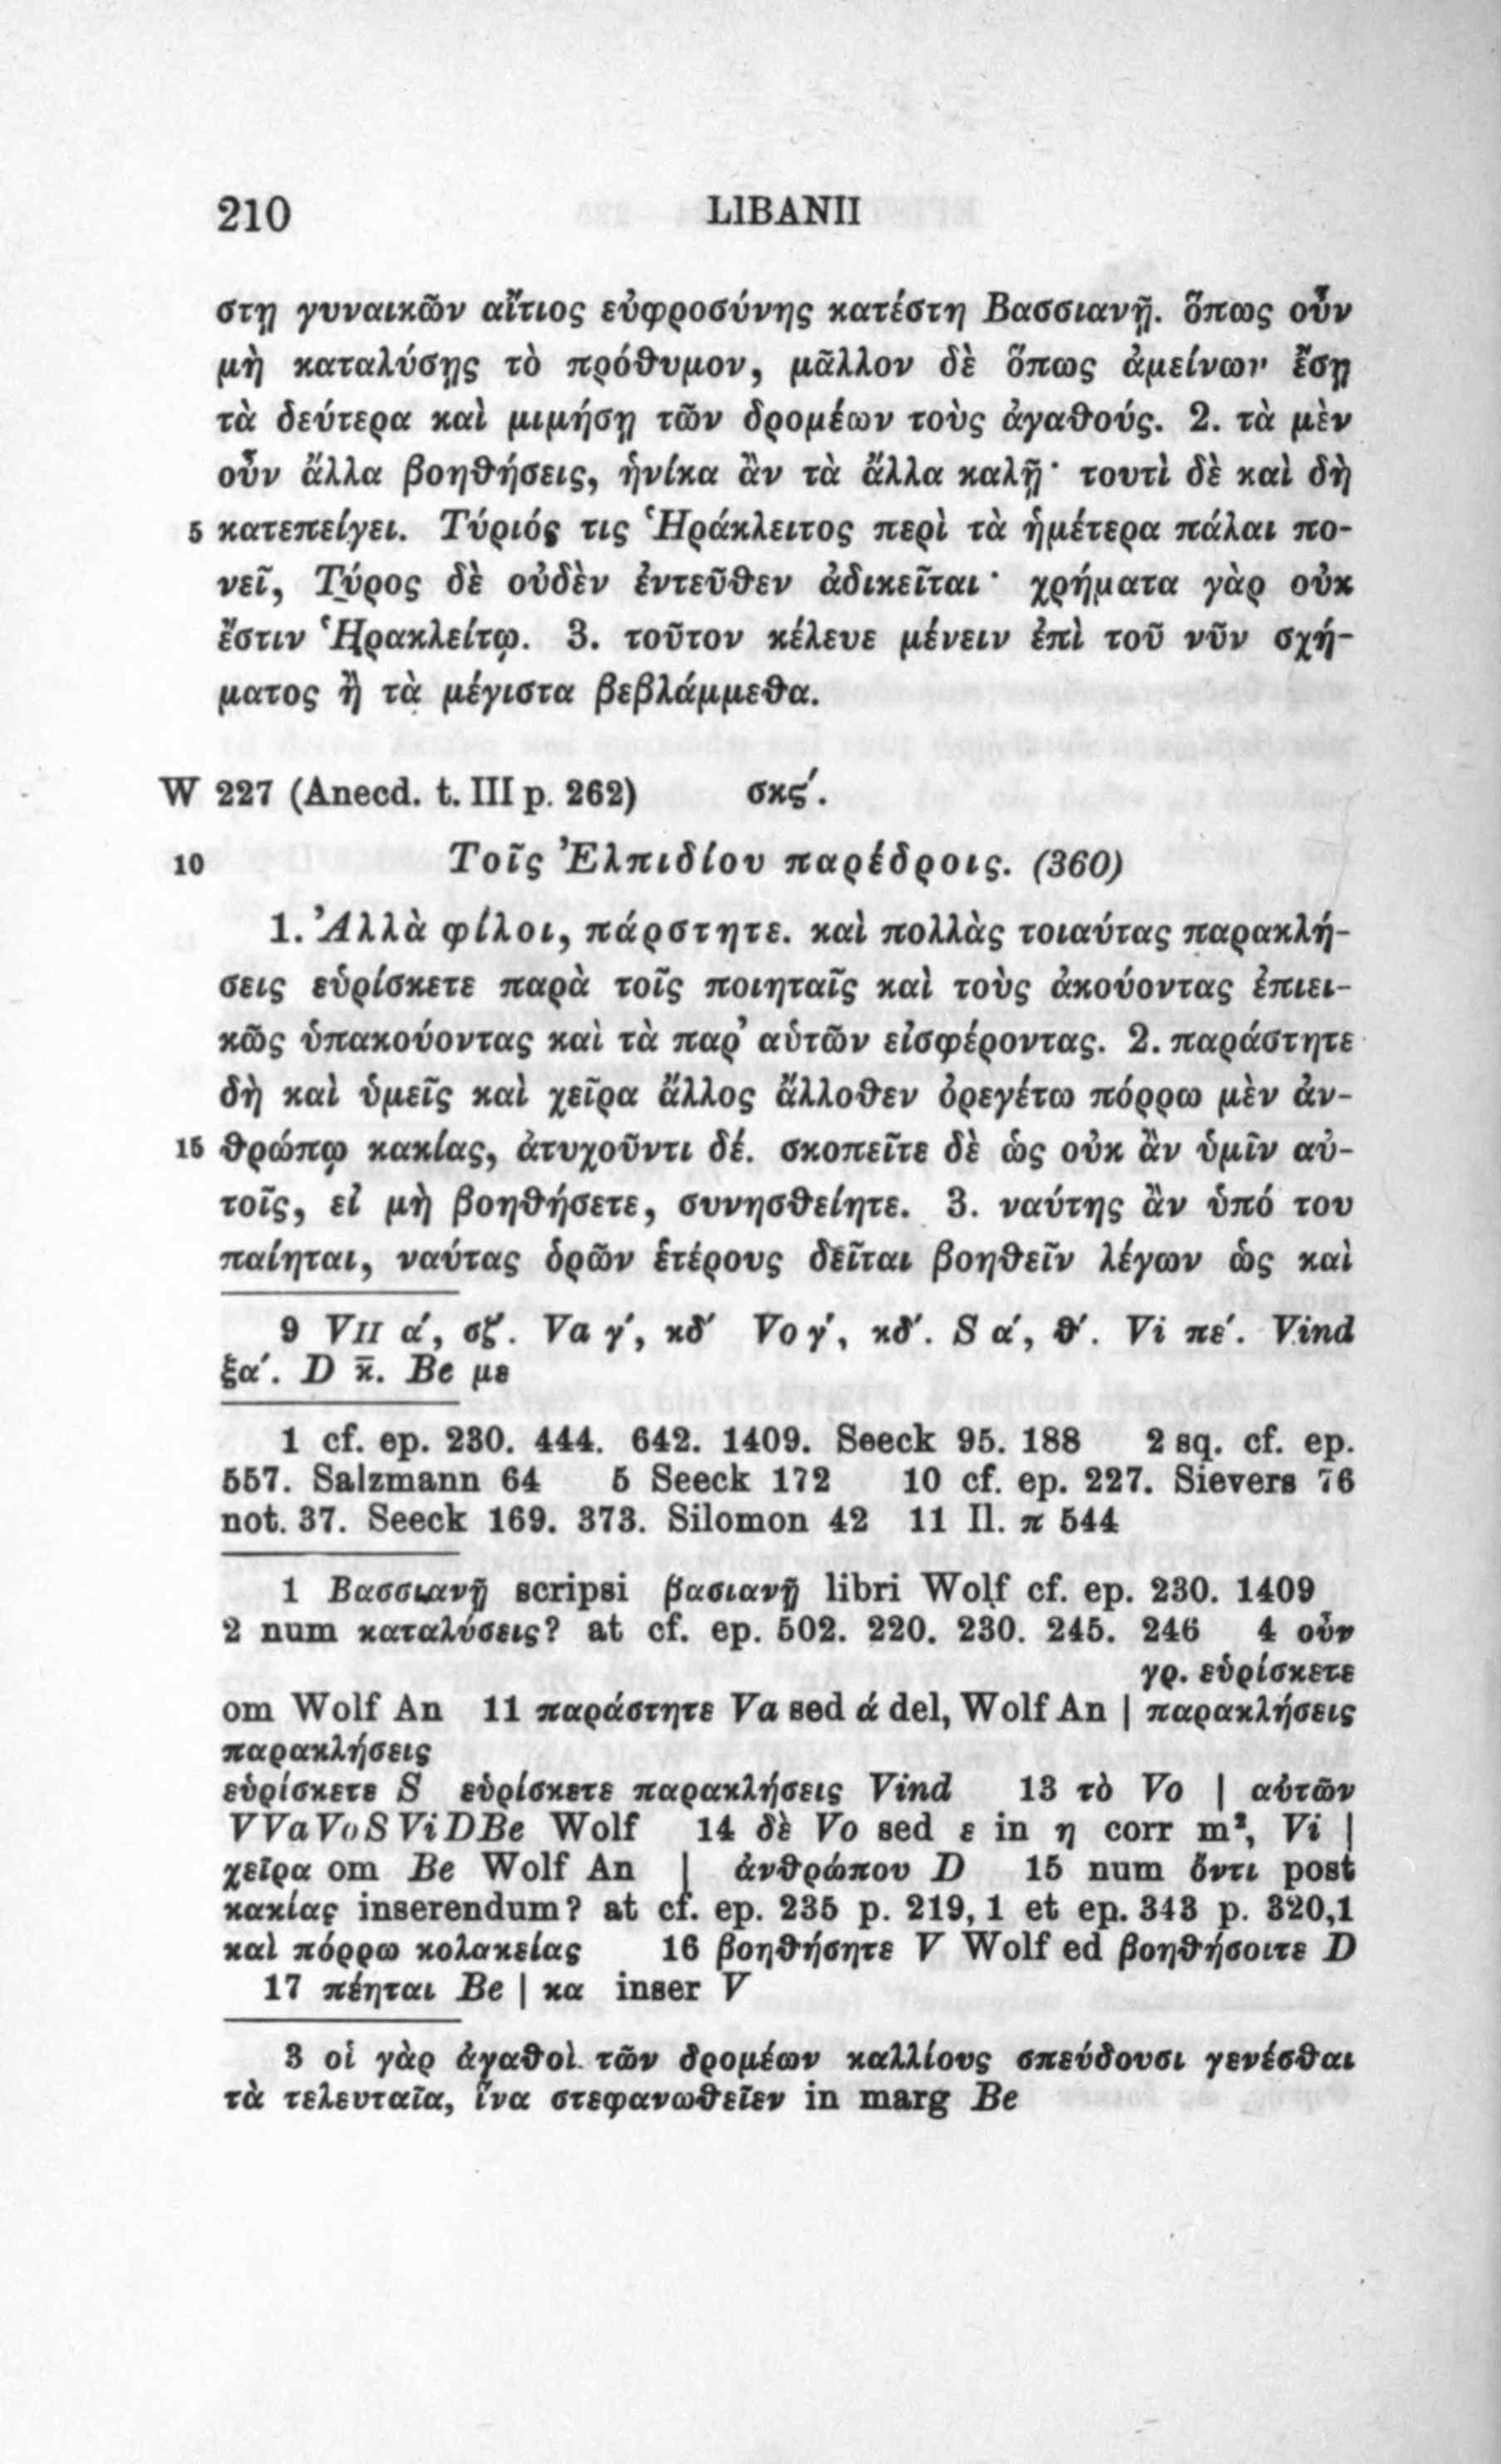 210 LIBANII
στῃ γυναικῶν αἴτιος εὐφροσύνης κατέστη Βασσιανῇ. ὅπως οὖν
μὴ καταλύσῃς τὸ πρόθυμον, μᾶλλον δὲ ὅπως ἀμείνων ἔσῃ
τὰ δεύτερα καὶ μιμήσῃ τῶν δρομέων τοὺς ἀγαθούς. 2. τὰ μὲν
οὖν ἄλλα βοηθήσεις, ἡνίκα ἂν τὰ ἄλλα καλῇ· τουτὶ δὲ καὶ δὴ
5 κατεπείγει. Τύριός τις Ἡράκλειτος περὶ τὰ ἡμέτερα πάλαι πο-
νεῖ, Τύρος δὲ οὐδὲν ἐντεῦθεν ἀδικεῖται· χρήματα γὰρ οὐκ
ἔστιν Ἡρακλείτῳ. 3. τοῦτον κέλευε μένειν ἐπὶ τοῦ νῦν σχή-
ματος ἢ τὰ μέγιστα βεβλάμμεθα.
W 227 (Anecd. t. III p. 262) σκς´.
10 Τοῖς Ἐλπιδίου παρέδροις. (360)
1. Ἀλλὰ φίλοι, πάρστητε. καὶ πολλὰς τοιαύτας παρακλή-
σεις εὑρίσκετε παρὰ τοῖς ποιηταῖς καὶ τοὺς ἀκούοντας ἐπιει-
κῶς ὑπακούοντας καὶ τὰ παρ᾽ αὑτῶν εἰσφέροντας. 2. παράστητε
δὴ καὶ ὑμεῖς καὶ χεῖρα ἄλλος ἄλλοθεν ὀρεγέτω πόρρω μὲν ἀν-
15 θρώπῳ κακίας, ἀτυχοῦντι δέ. σκοπεῖτε δὲ ὡς οὐκ ἂν ὑμῖν αὐ-
τοῖς, εἰ μὴ βοηθήσετε, συνησθείητε. 3. ναύτης ἂν ὑπό του
παίηται, ναύτας ὁρῶν ἑτέρους δεῖται βοηθεῖν λέγων ὡς καὶ
9 VII α´, σζ´. Va γ´, κδ´ Vo γ´, κδ´. S α´, θ´. Vi πε´. Vind
ξα´. D κ̅. Be με
1 cf. ep. 230. 444. 642. 1409. Seeck 95. 188 2 sq. cf. ep.
557. Salzmann 64 5 Seeck 172 10 cf. ep. 227. Sievers 76
not. 37. Seeck 169. 373. Silomon 42 11 Il. π 544
1 Βασσιανῇ scripsi βασιανῇ libri Wolf cf. ep. 230. 1409
2 num καταλύσεις? at cf. ep. 502. 220. 230. 245. 246 4 οὖν
γρ. εὑρίσκετε
om Wolf An 11 παράστητε Va sed ά del, Wolf An | παρακλήσεις
παρακλήσεις
εὑρίσκετε S εὑρίσκετε παρακλήσεις Vind 13 τὸ Vo | αὐτῶν
V Va Vo S Vi D Be Wolf 14 δὲ Vo sed ε in η corr m², Vi |
χεῖρα om Be Wolf An | ἀνθρώπου D 15 num ὄντι post
κακίας inserendum? at cf. ep. 235 p. 219,1 et ep. 343 p. 320,1
καὶ πόρρω κολακείας 16 βοηθήσητε V Wolf ed βοηθήσοιτε D
17 πέηται Be | κα inser V
3 οἱ γὰρ ἀγαθοὶ τῶν δρομέων καλλίους σπεύδουσι γενέσθαι
τὰ τελευταῖα, ἵνα στεφανωθεῖεν in marg Be